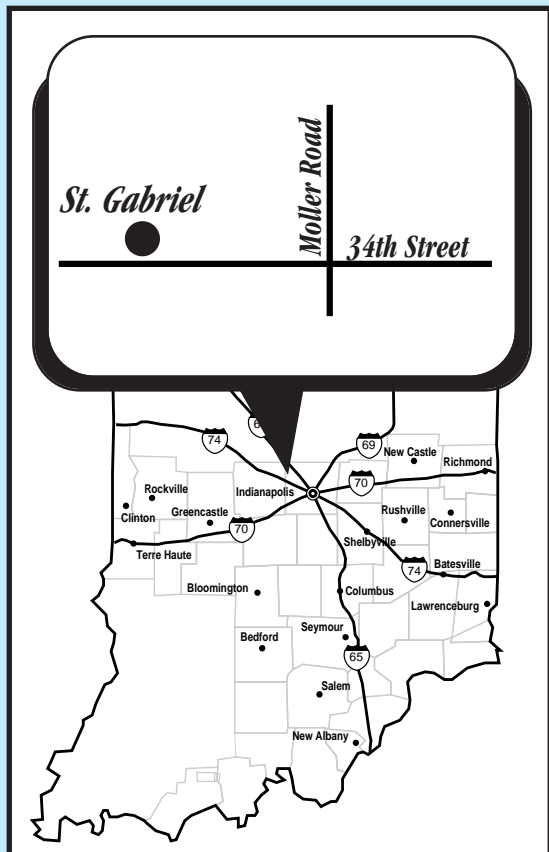 St. Gabriel
Moller Road
34th Street
74
69
New Castle
Richmond
70
Rockville
Indianapolis
Clinton
Greencastle
70
Rushville
Connersville
Shelbyville
Terre Haute
74
Batesville
Bloomington
Columbus
Lawrenceburg
Seymour
Bedford
65
Salem
New Albany